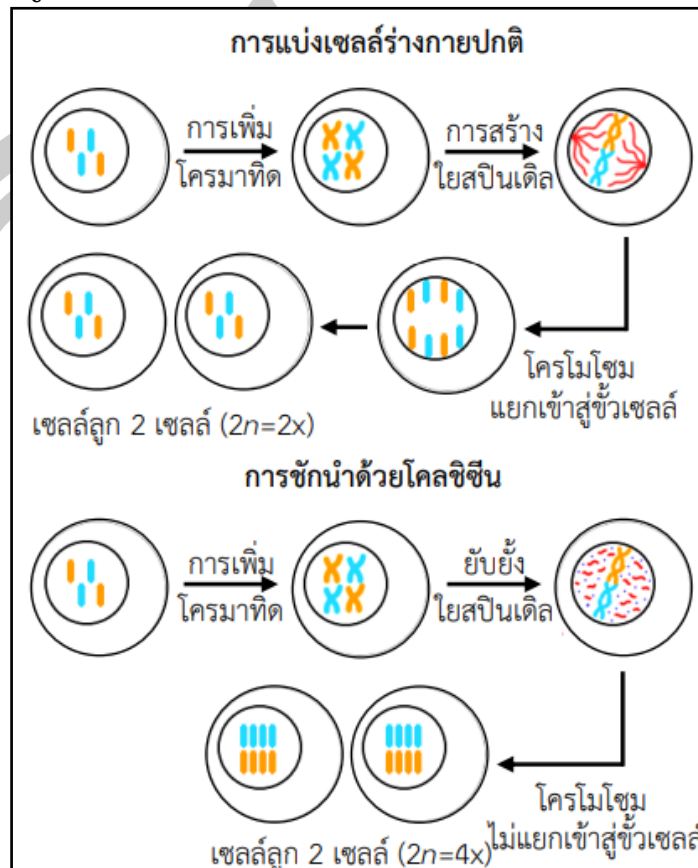 การแบ่งเซลล์ร่างกายปกติ
การเพิ่ม
โครมาทิด
การสร้าง
ใยสปินเดิล
โครโมโซม
แยกเข้าสู่ขั้วเซลล์
เซลล์ลูก 2 เซลล์ (2n=2x)
การชักนำด้วยโคลชิซีน
การเพิ่ม
โครมาทิด
ยับยั้ง
ใยสปินเดิล
โครโมโซม
ไม่แยกเข้าสู่ขั้วเซลล์
เซลล์ลูก 2 เซลล์ (2n=4x)